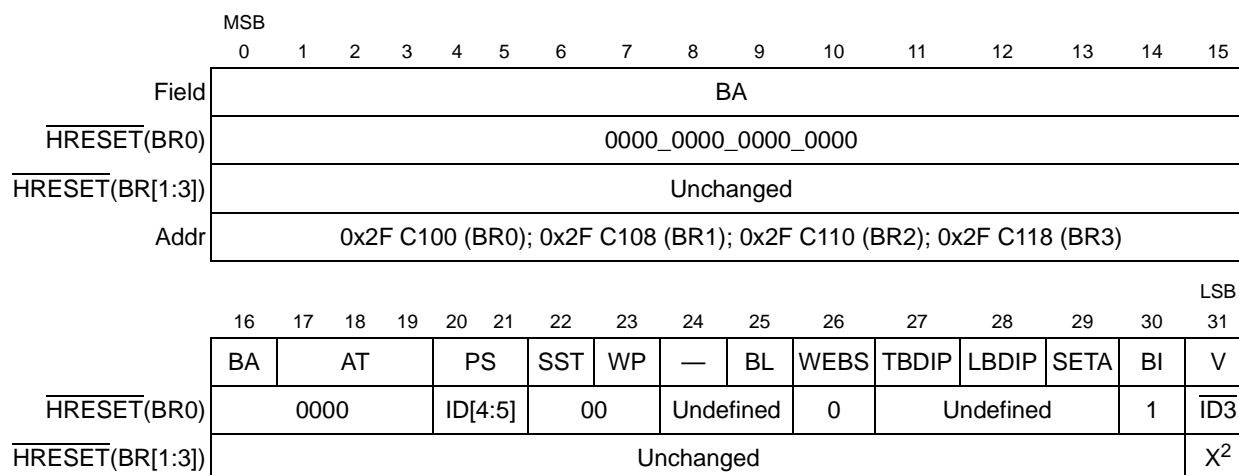 MSB
0 1 2 3 4 5 6 7 8 9 10 11 12 13 14 15
Field BA
HRESET(BR0) 0000_0000_0000_0000
HRESET(BR[1:3]) Unchanged
Addr 0x2F C100 (BR0); 0x2F C108 (BR1); 0x2F C110 (BR2); 0x2F C118 (BR3)
LSB
16 17 18 19 20 21 22 23 24 25 26 27 28 29 30 31
BA AT PS SST WP — BL WEBS TBDIP LBDIP SETA BI V
HRESET(BR0) 0000 ID[4:5] 00 Undefined 0 Undefined 1 ID3
HRESET(BR[1:3]) Unchanged X2